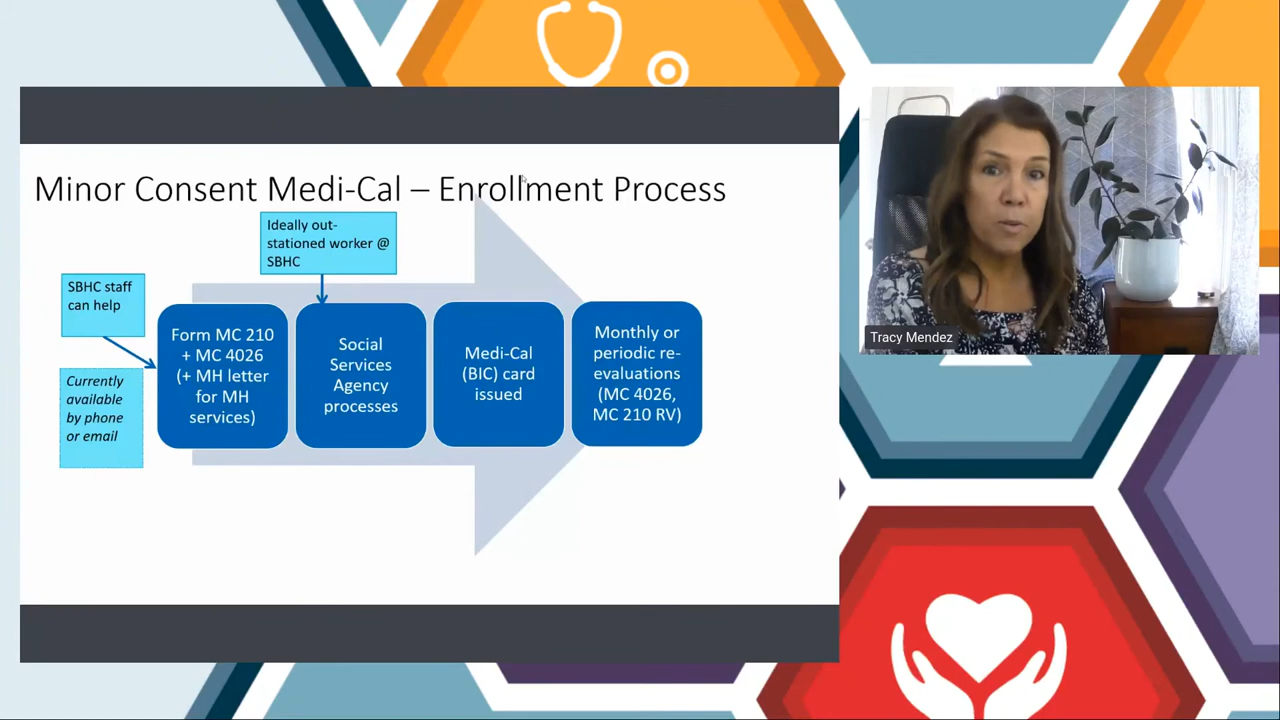 Minor Consent Medi-Cal – Enrollment Process
Ideally out-
stationed worker @
SBHC
SBHC staff
can help
Currently
available
by phone
or email
Form MC 210
+ MC 4026
(+ MH letter
for MH
services)
Social
Services
Agency
processes
Medi-Cal
(BIC) card
issued
Monthly or
periodic re-
evaluations
(MC 4026,
MC 210 RV)
Tracy Mendez